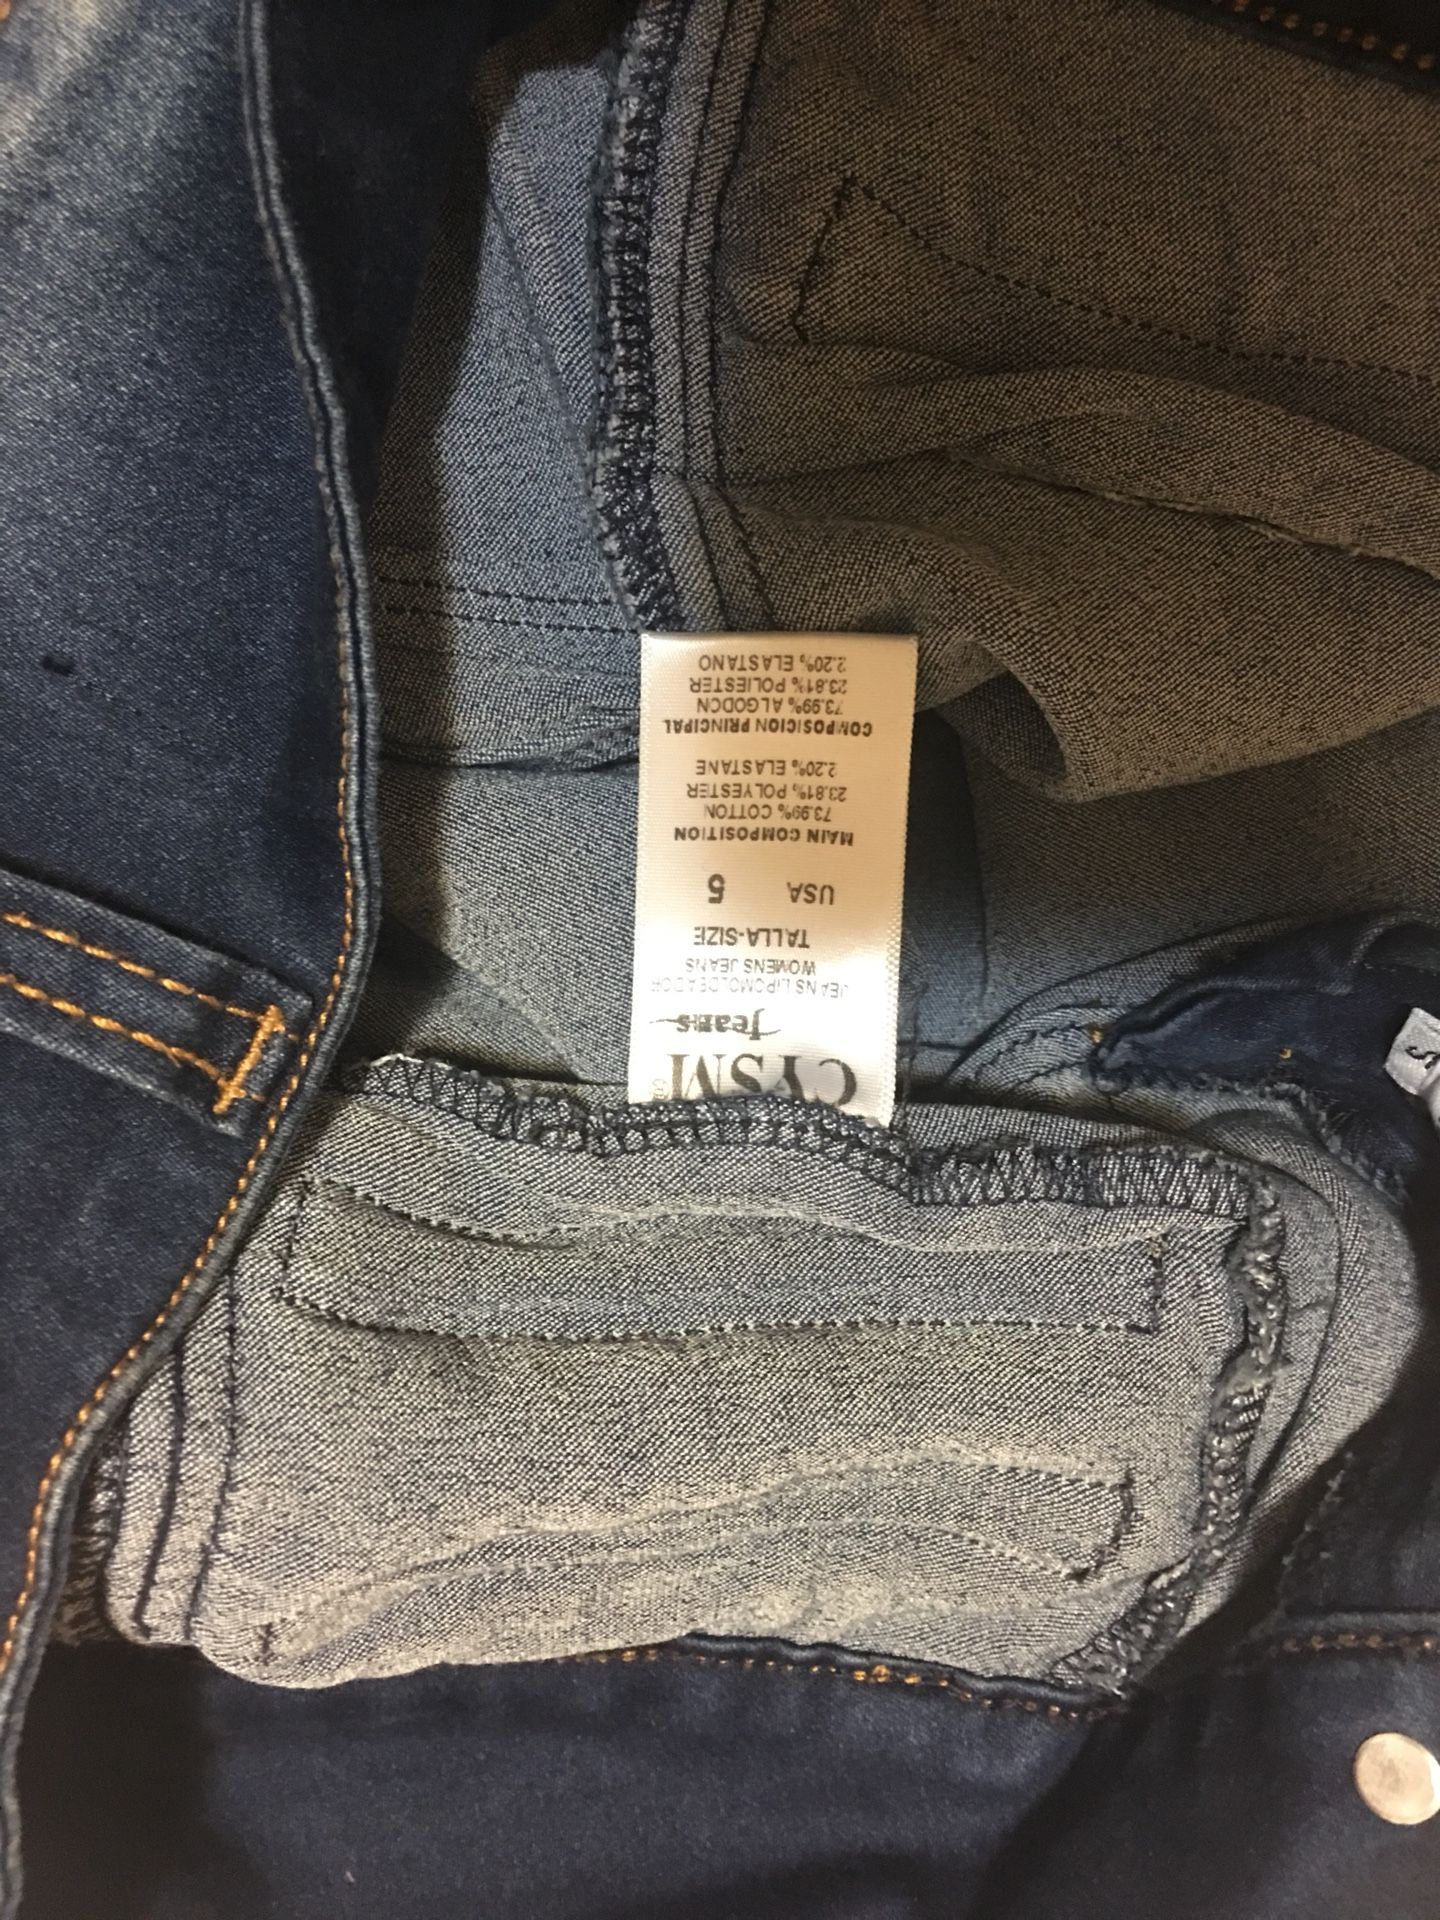 CYSM®
Jeans
JEANS LIPOMOLDEADOR
WOMENS JEANS
TALLA-SIZE
USA 5
MAIN COMPOSITION
73.99% COTTON
23.81% POLYESTER
2.20% ELASTANE
COMPOSICION PRINCIPAL
73.99% ALGODON
23.81% POLIESTER
2.20% ELASTANO
S